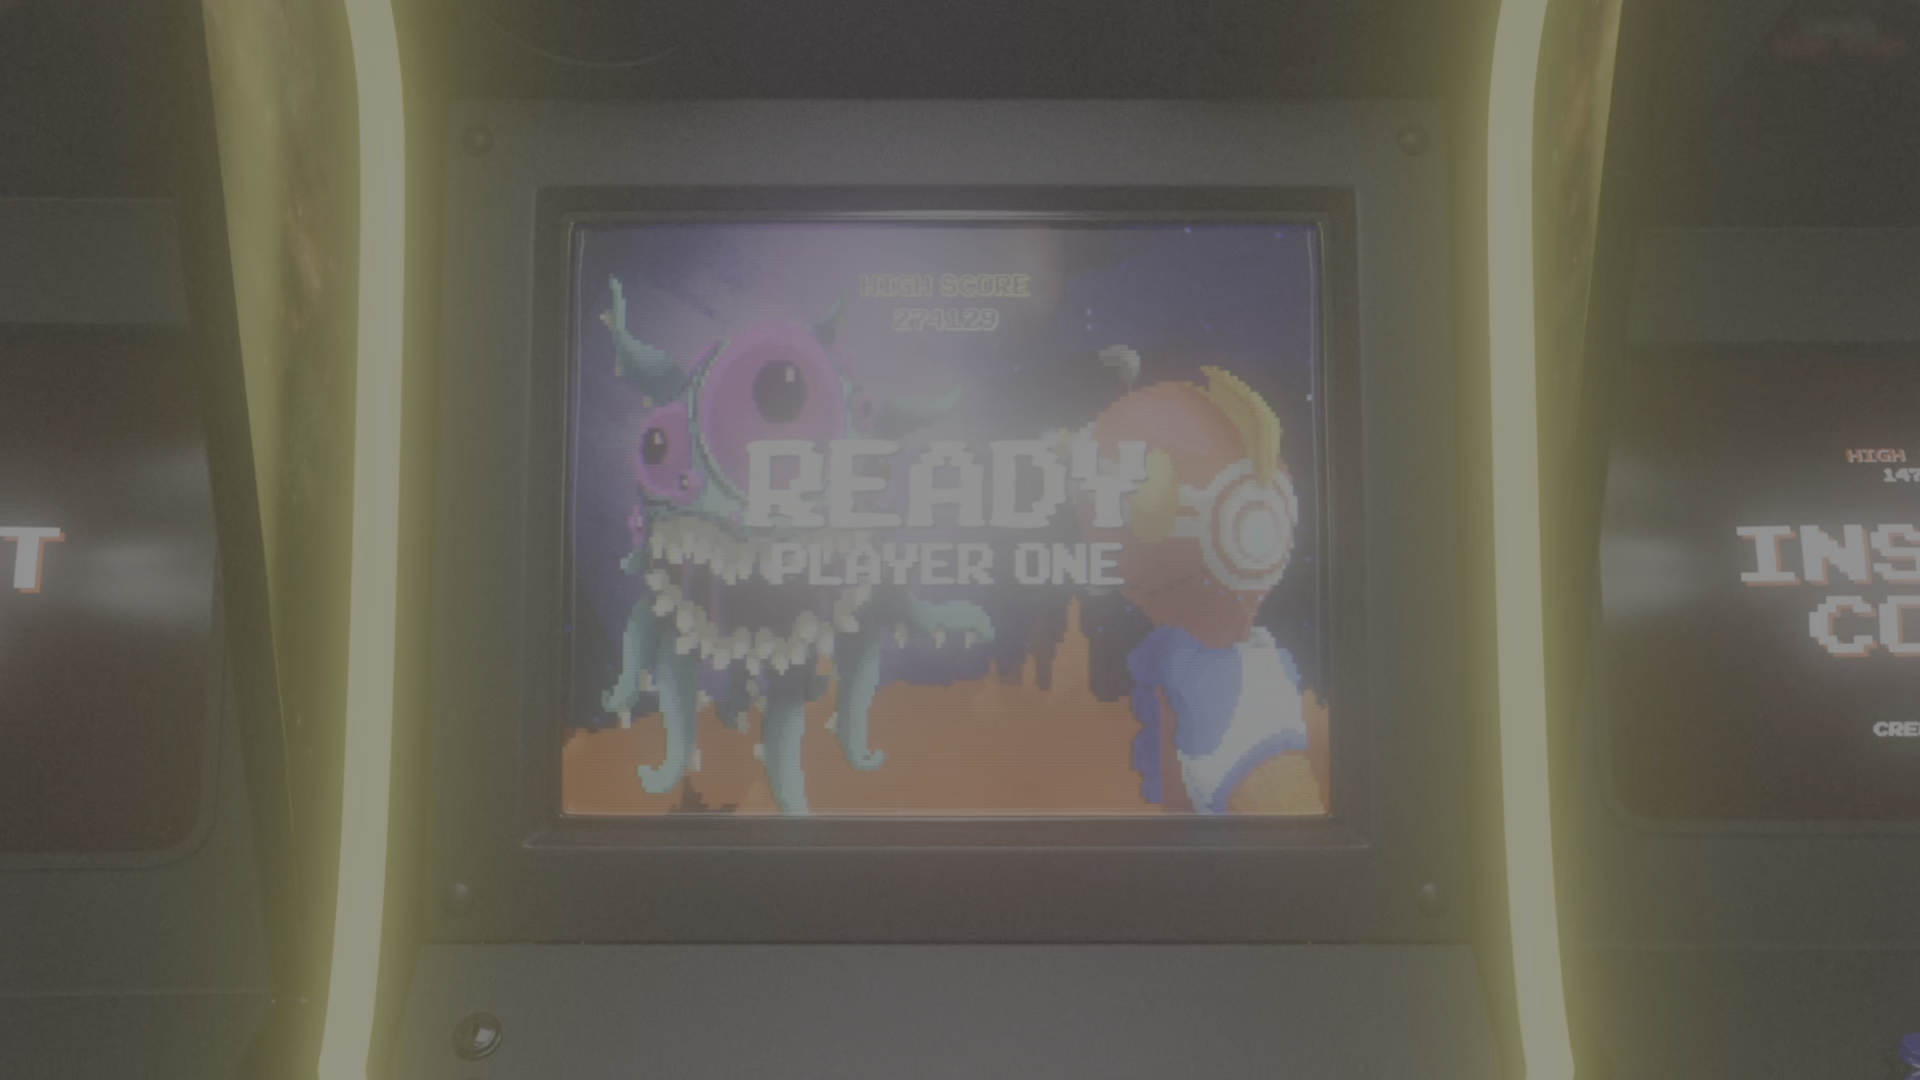 HIGH SCORE
274129
READY
PLAYER ONE
T
HIGH
147
INS
CO
CRE